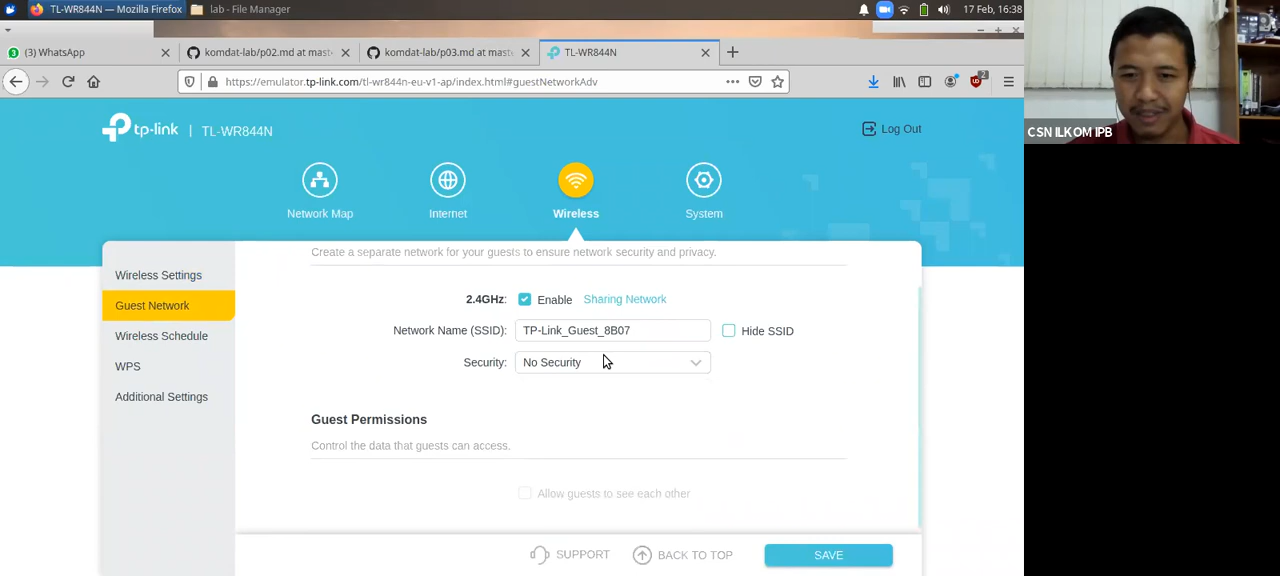 TL-WR844N — Mozilla Firefox
lab - File Manager
17 Feb, 16:38
(3) WhatsApp
komdat-lab/p02.md at mast
komdat-lab/p03.md at mast
TL-WR844N
https://emulator.tp-link.com/tl-wr844n-eu-v1-ap/index.html#guestNetworkAdv
2
tp-link | TL-WR844N
Log Out
CSN ILKOM IPB
Network Map
Internet
Wireless
System
Create a separate network for your guests to ensure network security and privacy.
Wireless Settings
Guest Network
Wireless Schedule
WPS
Additional Settings
2.4GHz:
Enable
Sharing Network
Network Name (SSID):
TP-Link_Guest_8B07
Hide SSID
Security:
No Security
Guest Permissions
Control the data that guests can access.
Allow guests to see each other
SUPPORT
BACK TO TOP
SAVE